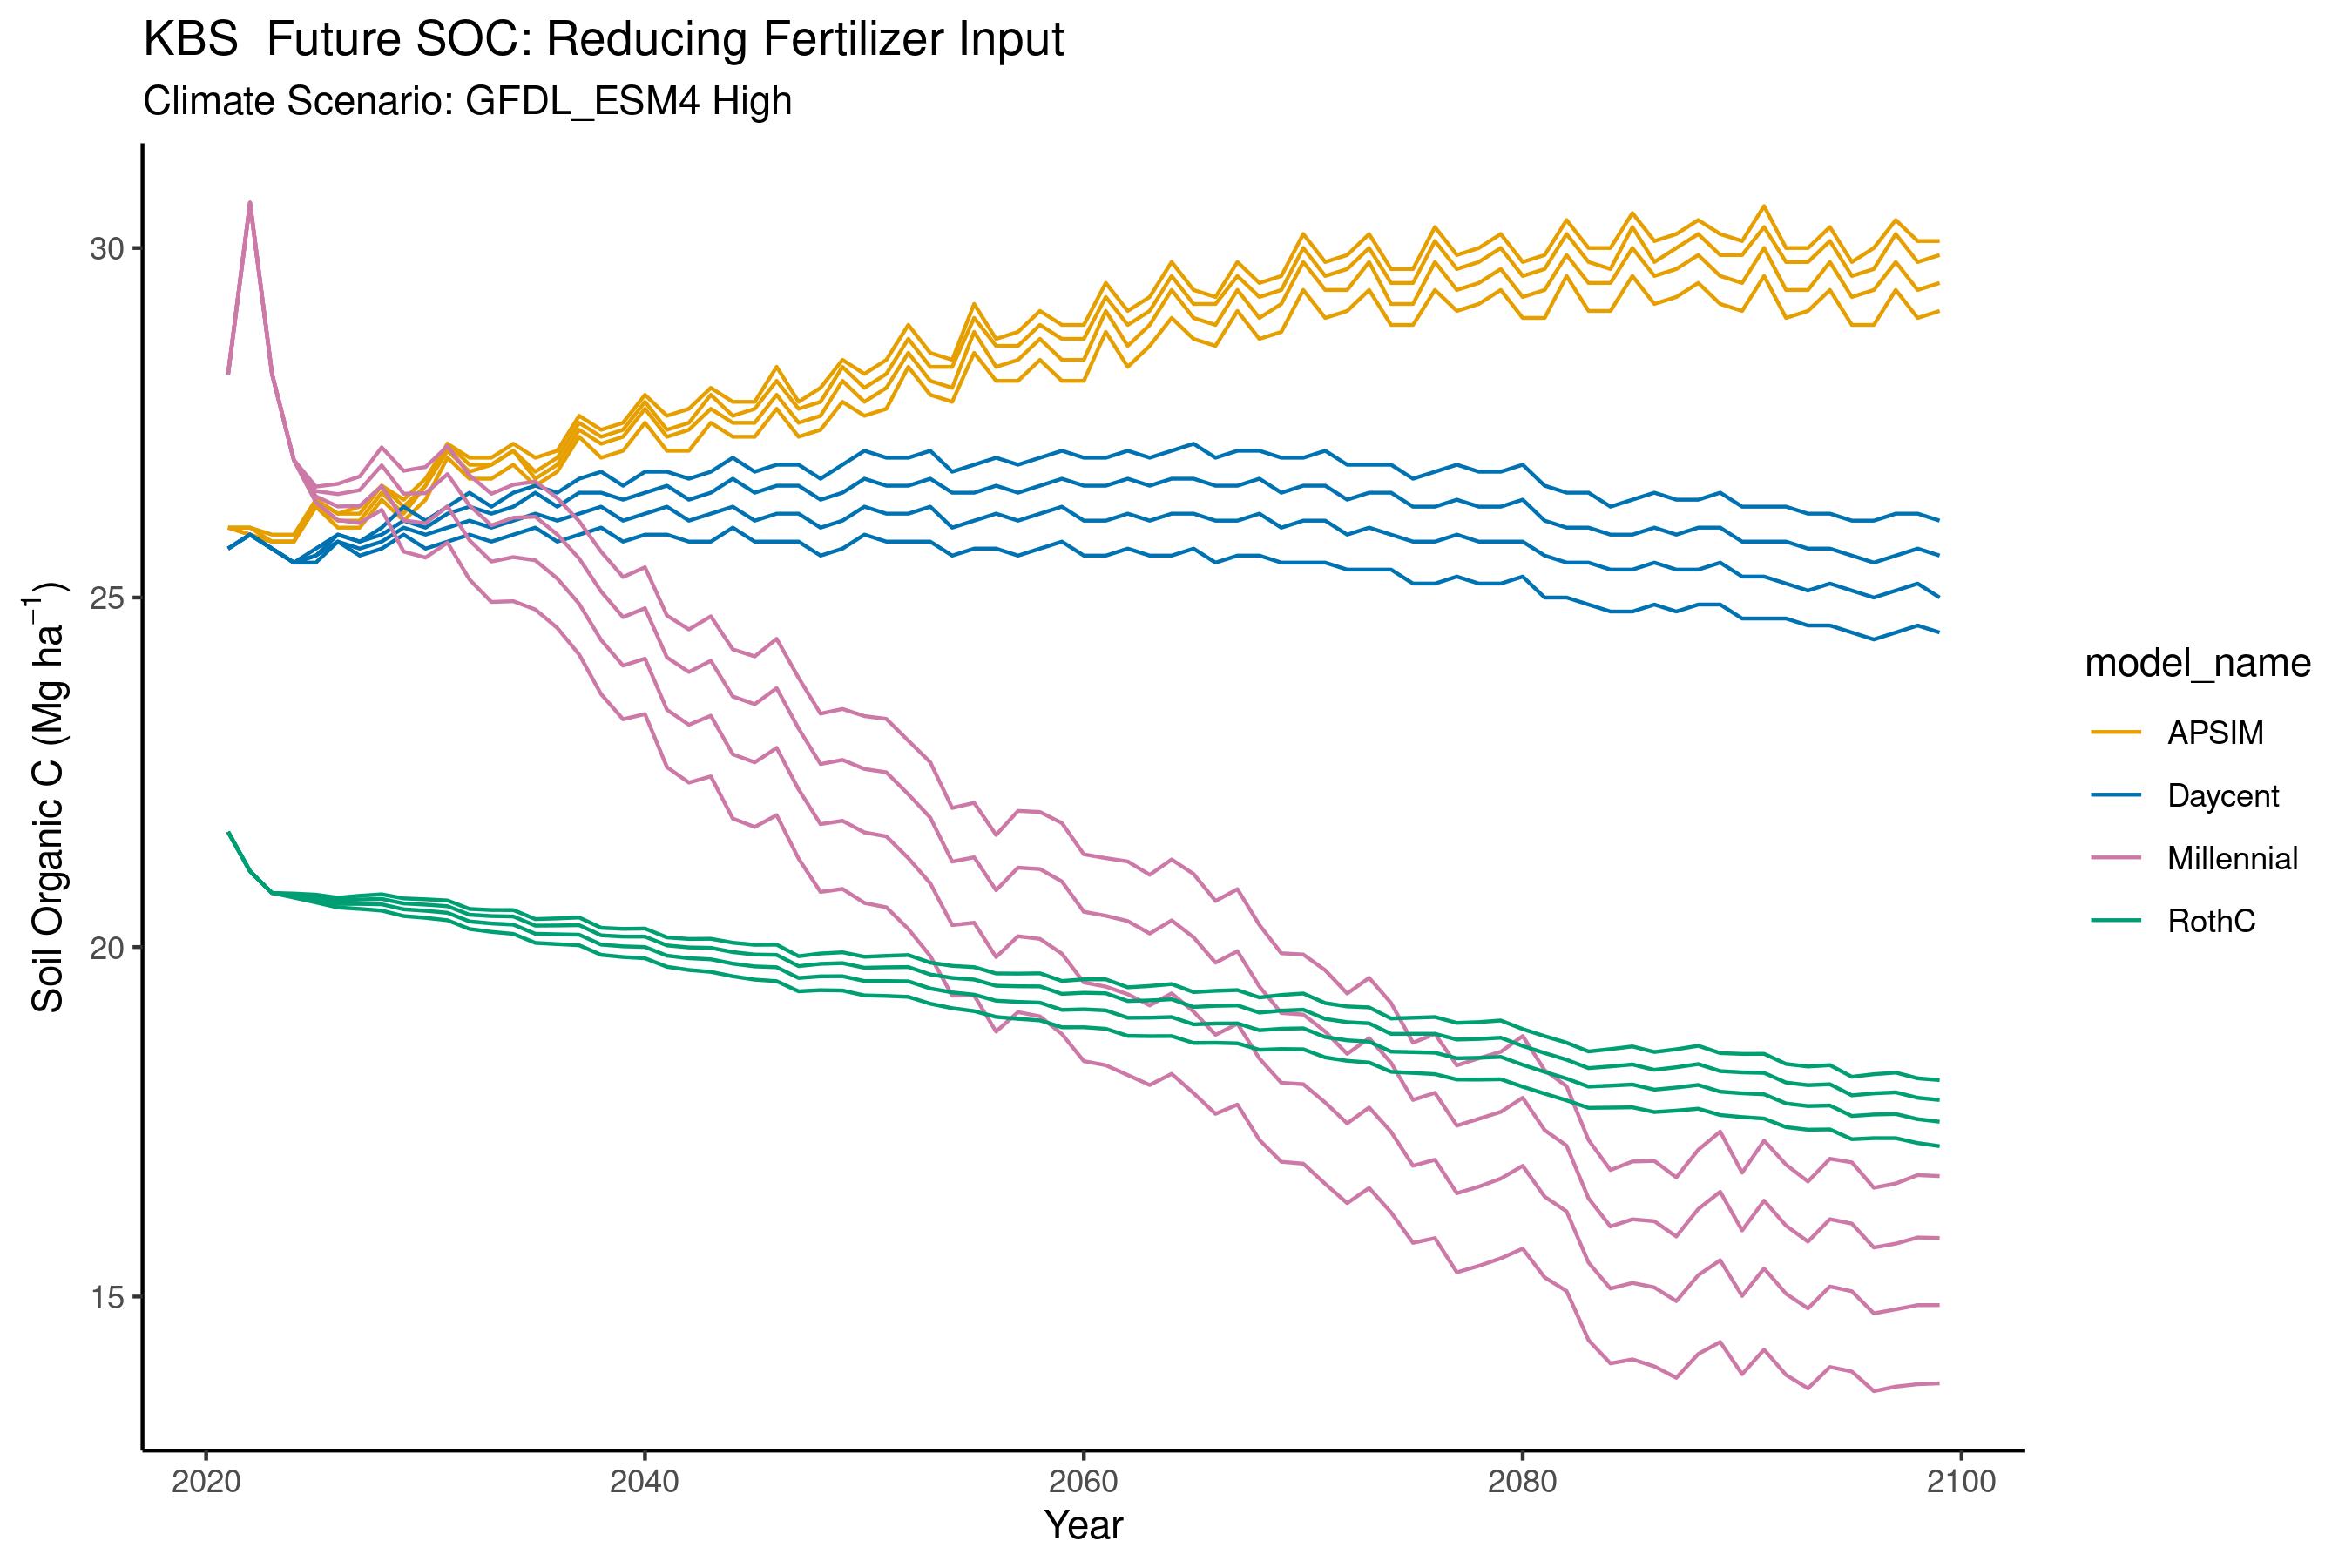 KBS  Future SOC: Reducing Fertilizer Input
Climate Scenario: GFDL_ESM4 High
Soil Organic C (Mg ha⁻¹)
30
25
20
15
2020
2040
2060
2080
2100
Year
model_name
APSIM
Daycent
Millennial
RothC